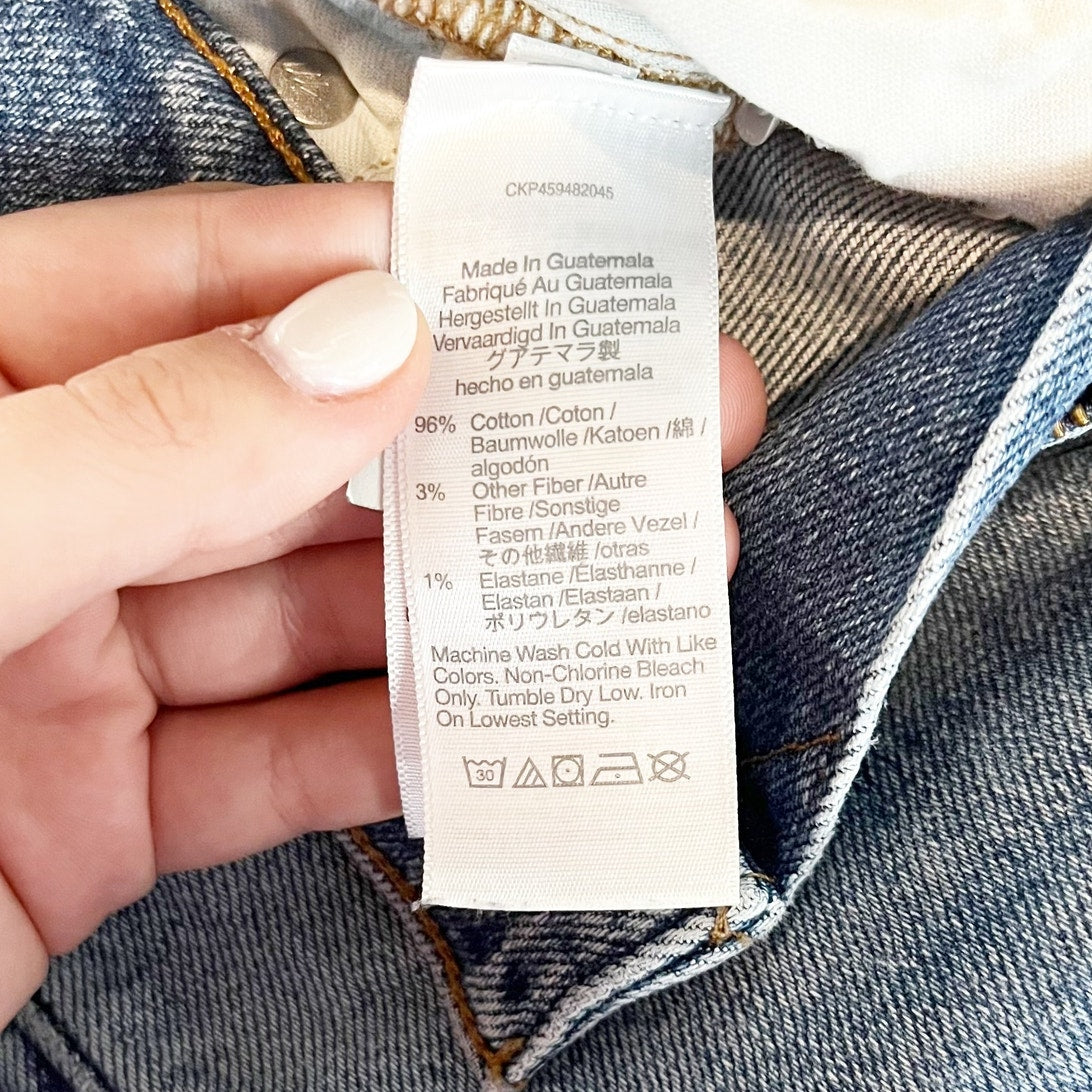 CKP459482045
Made In Guatemala
Fabriqué Au Guatemala
Hergestellt In Guatemala
Vervaardigd In Guatemala
グアテマラ製
hecho en guatemala
96% Cotton /Coton /
Baumwolle /Katoen /綿 /
algodón
3% Other Fiber /Autre
Fibre /Sonstige
Fasern /Andere Vezel /
その他繊維 /otras
1% Elastane /Élasthanne /
Elastan /Elastaan /
ポリウレタン /elastano
Machine Wash Cold With Like
Colors. Non-Chlorine Bleach
Only. Tumble Dry Low. Iron
On Lowest Setting.
30